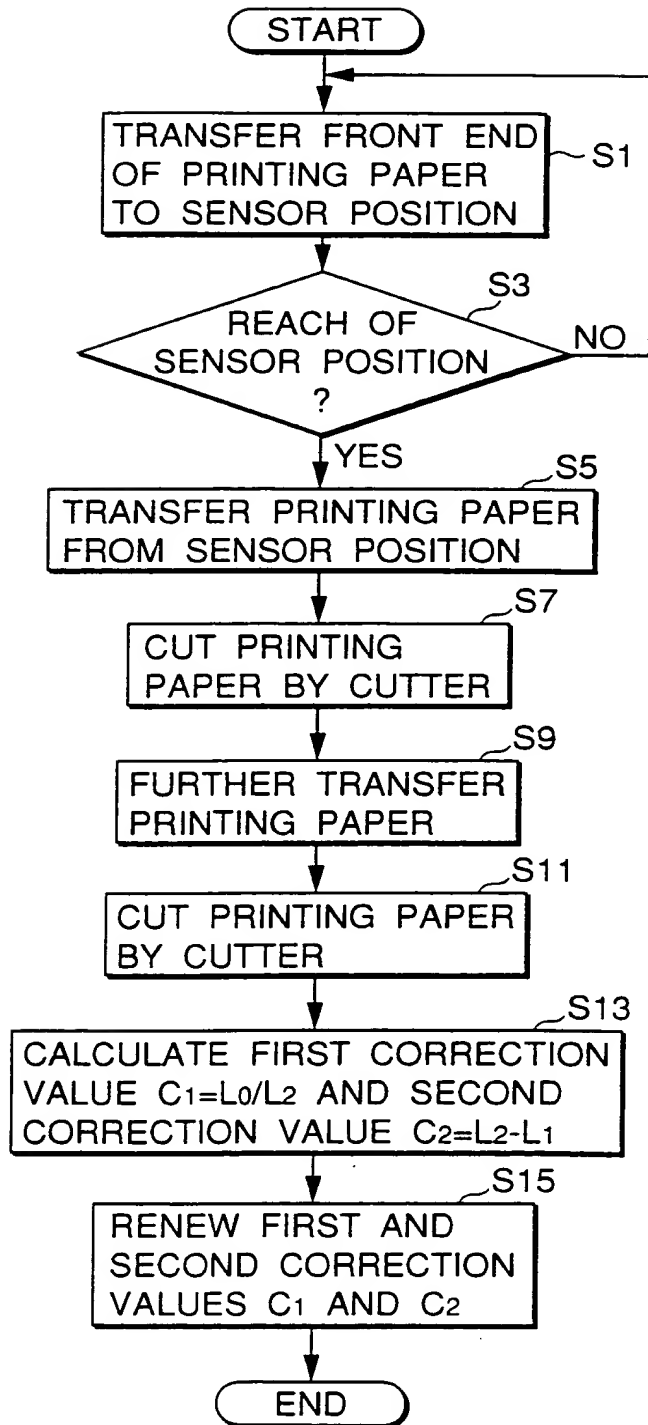 START
TRANSFER FRONT END
OF PRINTING PAPER
TO SENSOR POSITION
S1
S3
REACH OF
SENSOR POSITION
?
NO
YES
S5
TRANSFER PRINTING PAPER
FROM SENSOR POSITION
S7
CUT PRINTING
PAPER BY CUTTER
S9
FURTHER TRANSFER
PRINTING PAPER
S11
CUT PRINTING PAPER
BY CUTTER
S13
CALCULATE FIRST CORRECTION
VALUE C1=L0/L2 AND SECOND
CORRECTION VALUE C2=L2-L1
S15
RENEW FIRST AND
SECOND CORRECTION
VALUES C1 AND C2
END